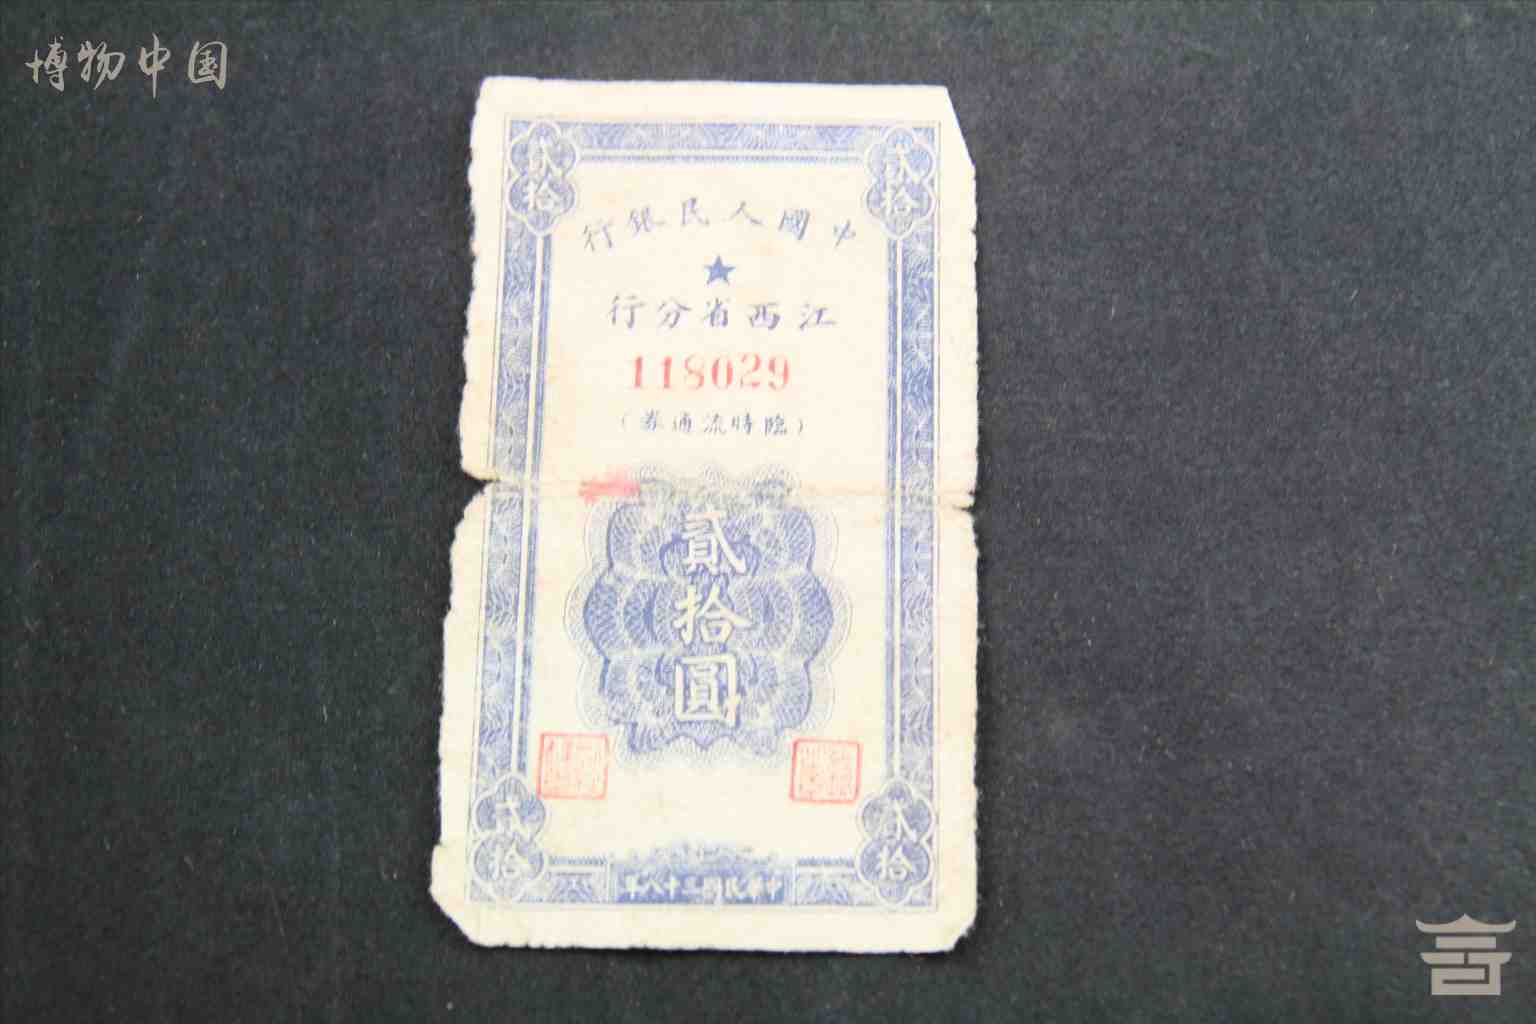 博物中国
貳拾
貳拾
中國人民銀行
江西省分行
118029
（臨時流通券）
貳拾圓
貳拾
貳拾
中華民國三十八年